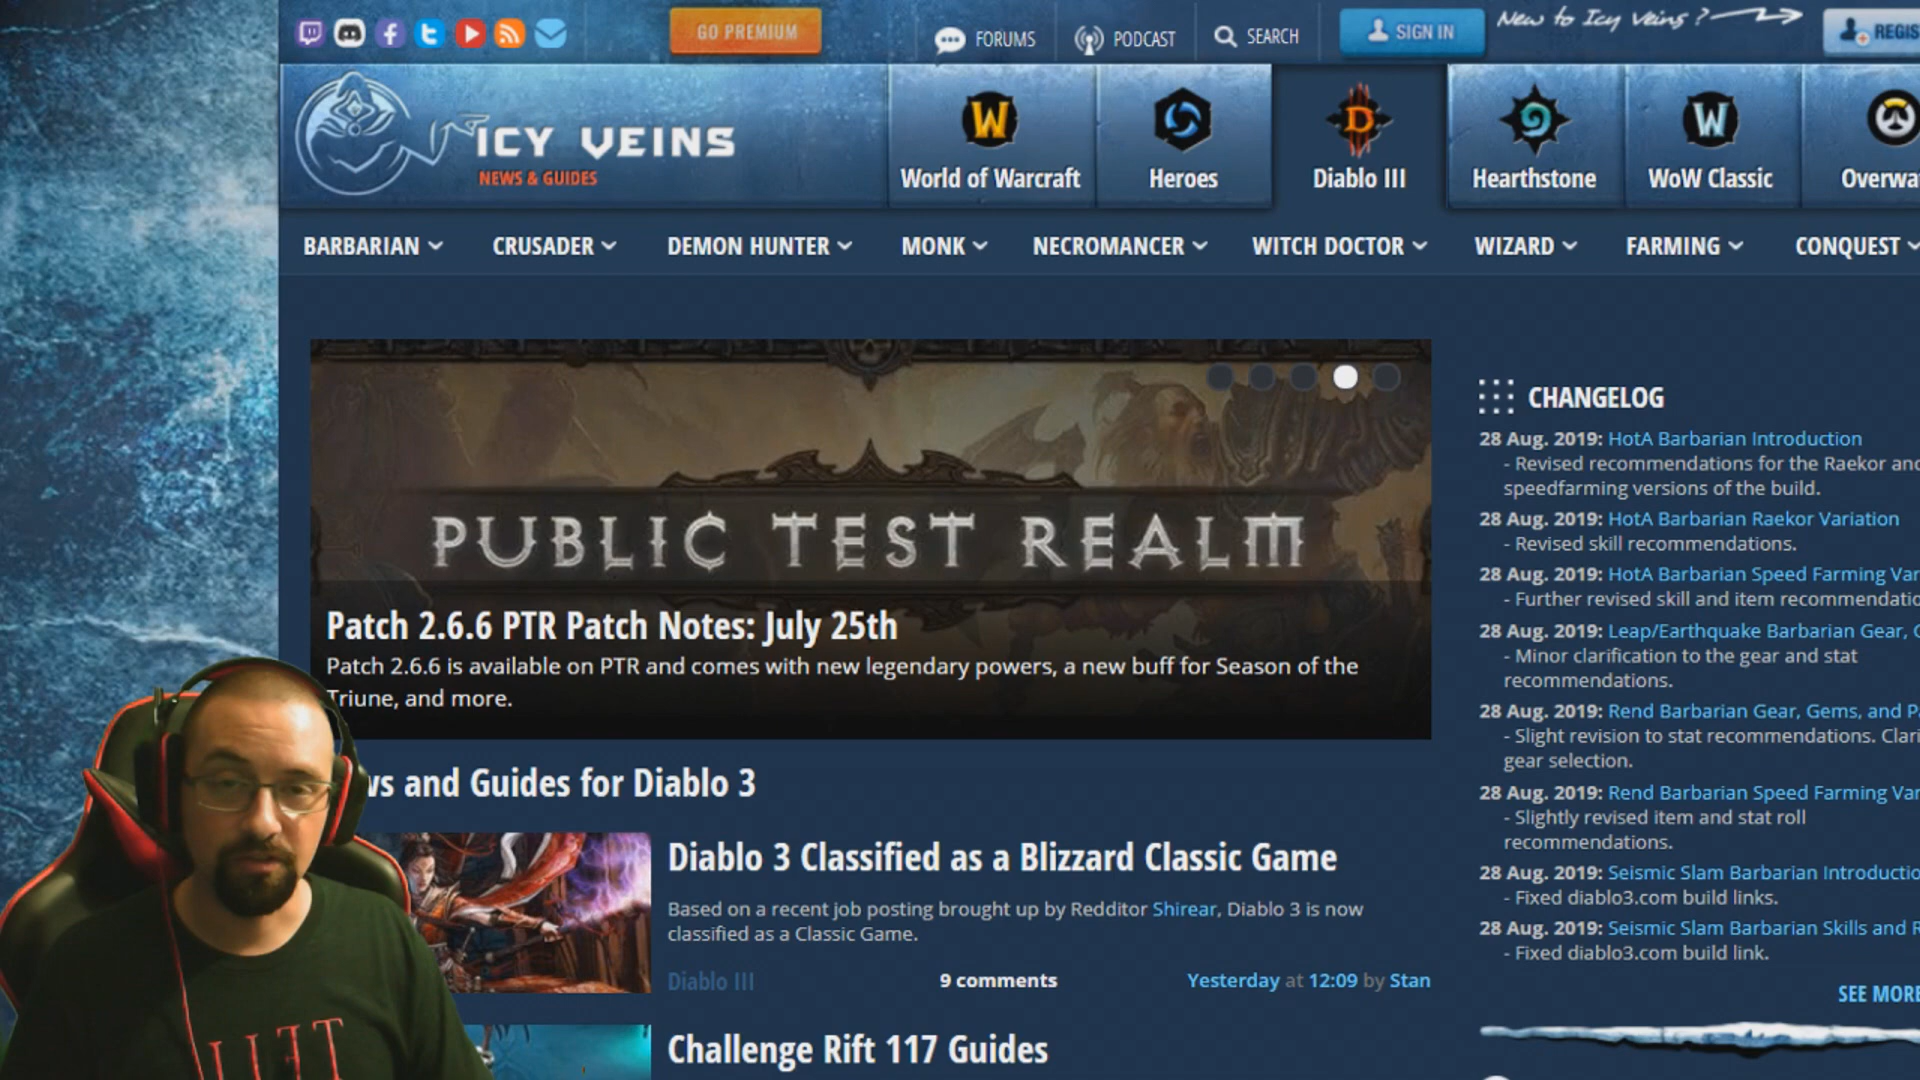 GO PREMIUM
FORUMS
PODCAST
SEARCH
SIGN IN
New to Icy Veins?
REGIS
ICY VEINS
NEWS & GUIDES
World of Warcraft
Heroes
Diablo III
Hearthstone
WoW Classic
Overwa
BARBARIAN
CRUSADER
DEMON HUNTER
MONK
NECROMANCER
WITCH DOCTOR
WIZARD
FARMING
CONQUEST
PUBLIC TEST REALM
Patch 2.6.6 PTR Patch Notes: July 25th
Patch 2.6.6 is available on PTR and comes with new legendary powers, a new buff for Season of the
Triune, and more.
ws and Guides for Diablo 3
Diablo 3 Classified as a Blizzard Classic Game
Based on a recent job posting brought up by Redditor Shirear, Diablo 3 is now
classified as a Classic Game.
Diablo III
9 comments
Yesterday at 12:09 by Stan
Challenge Rift 117 Guides
CHANGELOG
28 Aug. 2019: HotA Barbarian Introduction
- Revised recommendations for the Raekor and
speedfarming versions of the build.
28 Aug. 2019: HotA Barbarian Raekor Variation
- Revised skill recommendations.
28 Aug. 2019: HotA Barbarian Speed Farming Var
- Further revised skill and item recommendatio
28 Aug. 2019: Leap/Earthquake Barbarian Gear,
- Minor clarification to the gear and stat
recommendations.
28 Aug. 2019: Rend Barbarian Gear, Gems, and Pa
- Slight revision to stat recommendations. Clari
gear selection.
28 Aug. 2019: Rend Barbarian Speed Farming Var
- Slightly revised item and stat roll
recommendations.
28 Aug. 2019: Seismic Slam Barbarian Introductio
- Fixed diablo3.com build links.
28 Aug. 2019: Seismic Slam Barbarian Skills and R
- Fixed diablo3.com build link.
SEE MORE